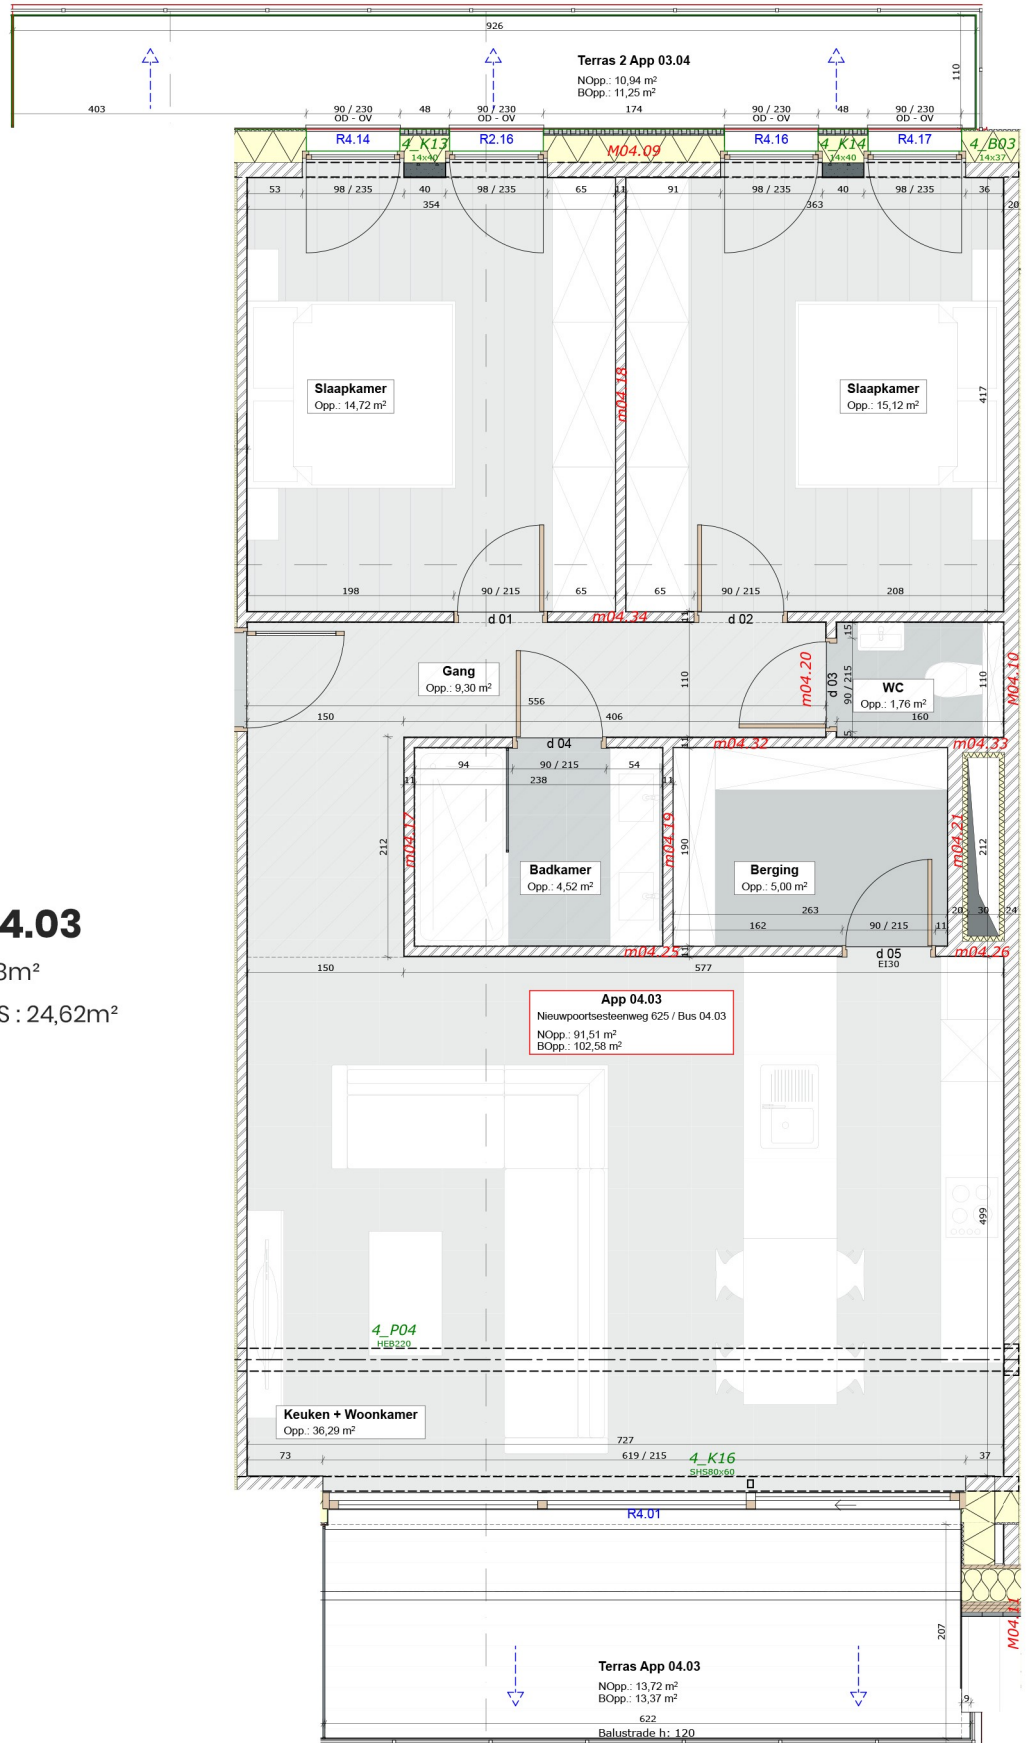 926
Terras 2 App 03.04
NOpp.: 10,94 m²
BOpp.: 11,25 m²
110
403
90 / 230
OD - OV
48
90 / 230
OD - OV
174
90 / 230
OD - OV
48
90 / 230
OD - OV
R4.14
4_K13
14x40
R2.16
M04.09
R4.16
4_K14
14x40
R4.17
4_B03
14x37
53
98 / 235
40
98 / 235
65
11
91
98 / 235
40
98 / 235
36
354
363
20
Slaapkamer
Opp.: 14,72 m²
m04.18
Slaapkamer
Opp.: 15,12 m²
417
198
90 / 215
65
65
90 / 215
208
d 01
m04.34
11
d 02
15
Gang
Opp.: 9,30 m²
110
m04.20
d 03
90 / 215
WC
Opp.: 1,76 m²
110
M04.10
556
150
406
160
5
d 04
11
m04.32
m04.33
94
90 / 215
54
11
238
11
212
m04.17
m04.19
190
m04.21
212
Badkamer
Opp.: 4,52 m²
Berging
Opp.: 5,00 m²
263
20
30
24
162
90 / 215
11
m04.25
11
d 05
EI30
m04.26
150
577
4.03
3m²
S : 24,62m²
App 04.03
Nieuwpoortsesteenweg 625 / Bus 04.03
NOpp.: 91,51 m²
BOpp.: 102,58 m²
499
4_P04
HEB220
Keuken + Woonkamer
Opp.: 36,29 m²
727
73
619 / 215
4_K16
SHS80x60
37
R4.01
207
M04.11
Terras App 04.03
NOpp.: 13,72 m²
BOpp.: 13,37 m²
9
622
Balustrade h: 120